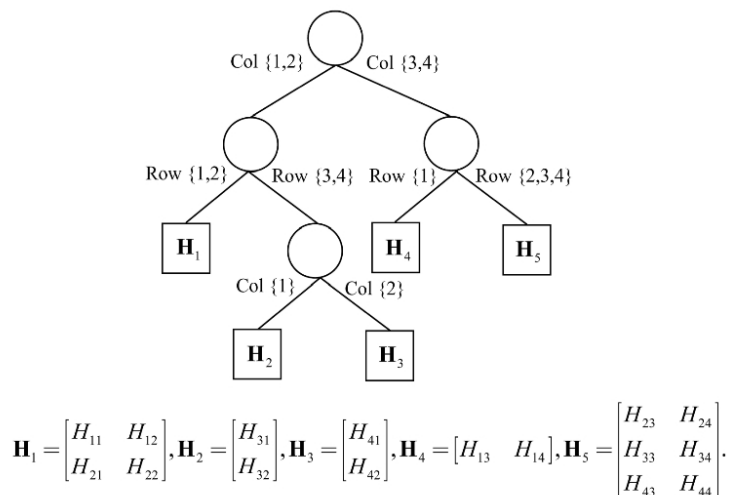 Col {1,2} Col {3,4}
Row {1,2} Row {3,4} Row {1} Row {2,3,4}
H₁ H₄ H₅
Col {1} Col {2}
H₂ H₃
H₁ = [H₁₁ H₁₂; H₂₁ H₂₂], H₂ = [H₃₁; H₃₂], H₃ = [H₄₁; H₄₂], H₄ = [H₁₃ H₁₄], H₅ = [H₂₃ H₂₄; H₃₃ H₃₄; H₄₃ H₄₄].